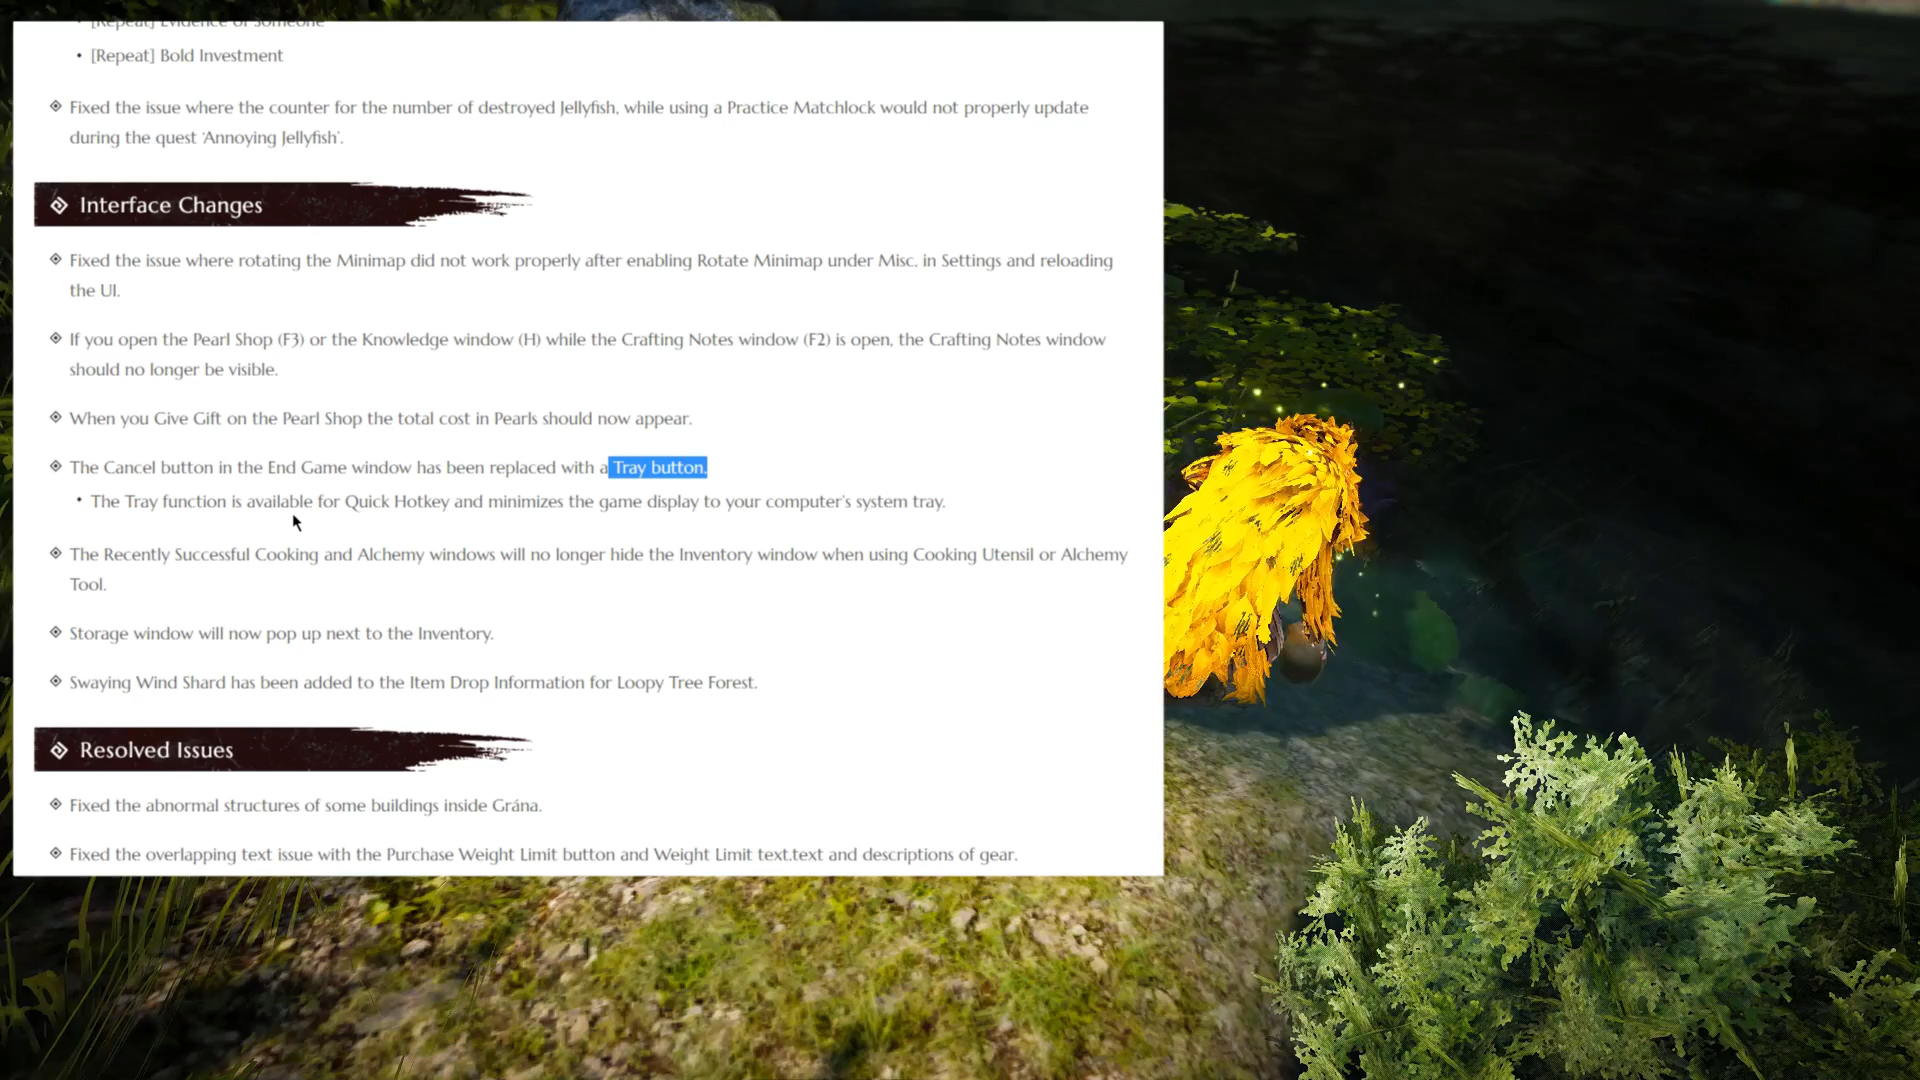 [Repeat] Evidence of Someone
• [Repeat] Bold Investment
Fixed the issue where the counter for the number of destroyed Jellyfish, while using a Practice Matchlock would not properly update
during the quest ‘Annoying Jellyfish’.
Interface Changes
Fixed the issue where rotating the Minimap did not work properly after enabling Rotate Minimap under Misc. in Settings and reloading
the UI.
If you open the Pearl Shop (F3) or the Knowledge window (H) while the Crafting Notes window (F2) is open, the Crafting Notes window
should no longer be visible.
When you Give Gift on the Pearl Shop the total cost in Pearls should now appear.
The Cancel button in the End Game window has been replaced with a Tray button.
• The Tray function is available for Quick Hotkey and minimizes the game display to your computer’s system tray.
The Recently Successful Cooking and Alchemy windows will no longer hide the Inventory window when using Cooking Utensil or Alchemy
Tool.
Storage window will now pop up next to the Inventory.
Swaying Wind Shard has been added to the Item Drop Information for Loopy Tree Forest.
Resolved Issues
Fixed the abnormal structures of some buildings inside Grána.
Fixed the overlapping text issue with the Purchase Weight Limit button and Weight Limit text.text and descriptions of gear.